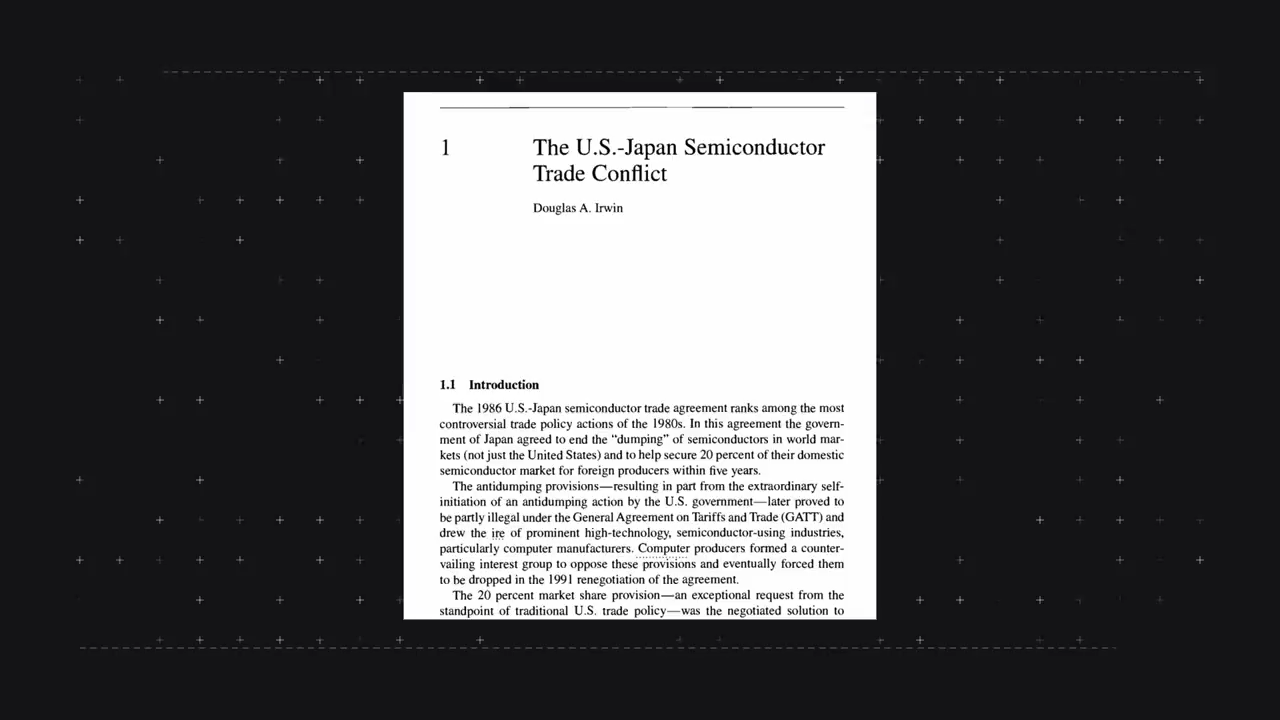 1
The U.S.-Japan Semiconductor
Trade Conflict
Douglas A. Irwin
1.1 Introduction
The 1986 U.S.-Japan semiconductor trade agreement ranks among the most
controversial trade policy actions of the 1980s. In this agreement the govern-
ment of Japan agreed to end the “dumping” of semiconductors in world mar-
kets (not just the United States) and to help secure 20 percent of their domestic
semiconductor market for foreign producers within five years.
The antidumping provisions—resulting in part from the extraordinary self-
initiation of an antidumping action by the U.S. government—later proved to
be partly illegal under the General Agreement on Tariffs and Trade (GATT) and
drew the ire of prominent high-technology, semiconductor-using industries,
particularly computer manufacturers. Computer producers formed a counter-
vailing interest group to oppose these provisions and eventually forced them
to be dropped in the 1991 renegotiation of the agreement.
The 20 percent market share provision—an exceptional request from the
standpoint of traditional U.S. trade policy—was the negotiated solution to